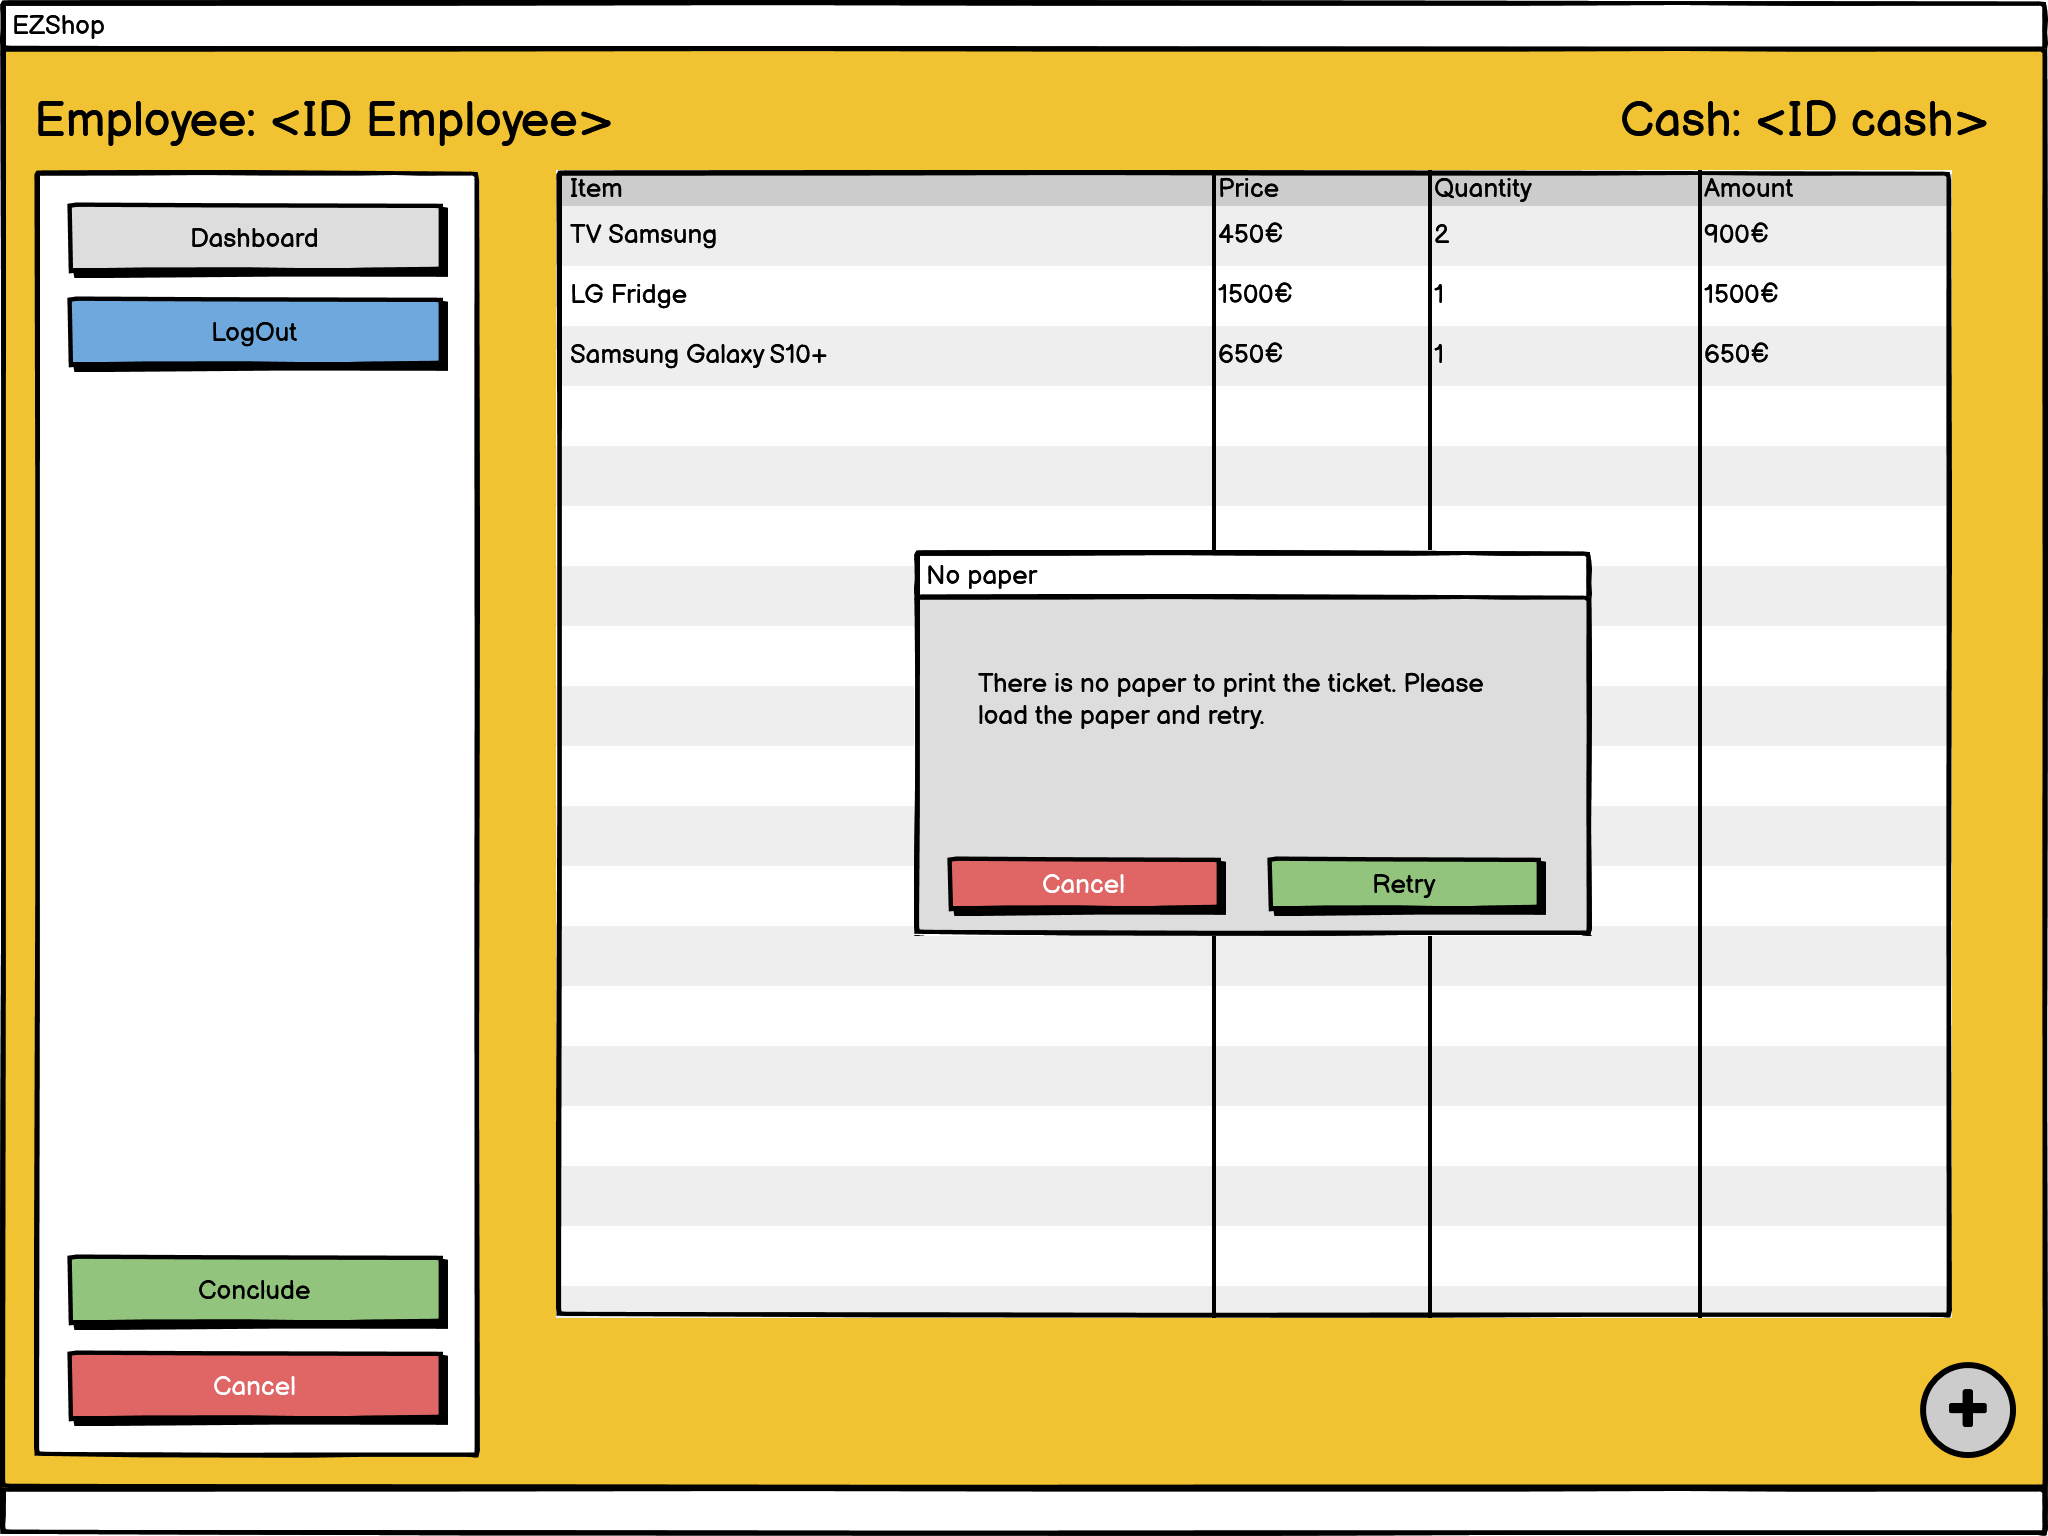 EZShop
Employee: <ID Employee>
Cash: <ID cash>
Dashboard
LogOut
Item Price Quantity Amount
TV Samsung 450€ 2 900€
LG Fridge 1500€ 1 1500€
Samsung Galaxy S10+ 650€ 1 650€
No paper
There is no paper to print the ticket. Please
load the paper and retry.
Cancel
Retry
Conclude
Cancel